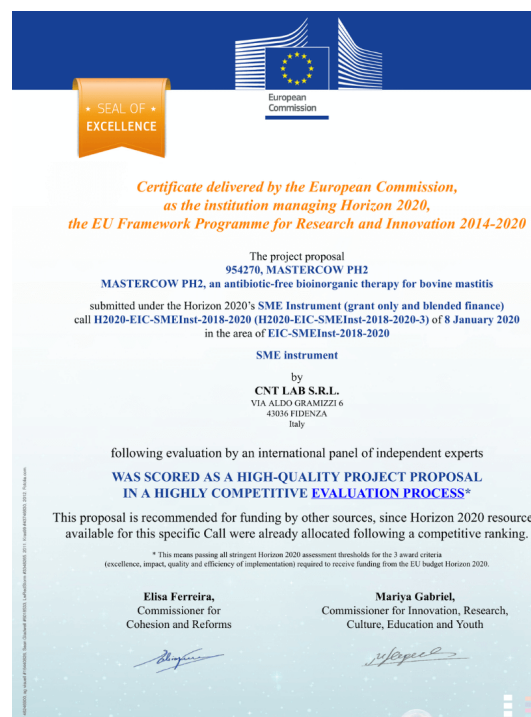 European
Commission
★ SEAL OF ★
EXCELLENCE
Certificate delivered by the European Commission,
as the institution managing Horizon 2020,
the EU Framework Programme for Research and Innovation 2014-2020
The project proposal
954270, MASTERCOW PH2
MASTERCOW PH2, an antibiotic-free bioinorganic therapy for bovine mastitis
submitted under the Horizon 2020’s SME Instrument (grant only and blended finance)
call H2020-EIC-SMEInst-2018-2020 (H2020-EIC-SMEInst-2018-2020-3) of 8 January 2020
in the area of EIC-SMEInst-2018-2020
SME instrument
by
CNT LAB S.R.L.
VIA ALDO GRAMIZZI 6
43036 FIDENZA
Italy
following evaluation by an international panel of independent experts
WAS SCORED AS A HIGH-QUALITY PROJECT PROPOSAL
IN A HIGHLY COMPETITIVE EVALUATION PROCESS*
This proposal is recommended for funding by other sources, since Horizon 2020 resource
available for this specific Call were already allocated following a competitive ranking.
* This means passing all stringent Horizon 2020 assessment thresholds for the 3 award criteria
(excellence, impact, quality and efficiency of implementation) required to receive funding from the EU budget Horizon 2020.
Elisa Ferreira,
Commissioner for
Cohesion and Reforms
Mariya Gabriel,
Commissioner for Innovation, Research,
Culture, Education and Youth